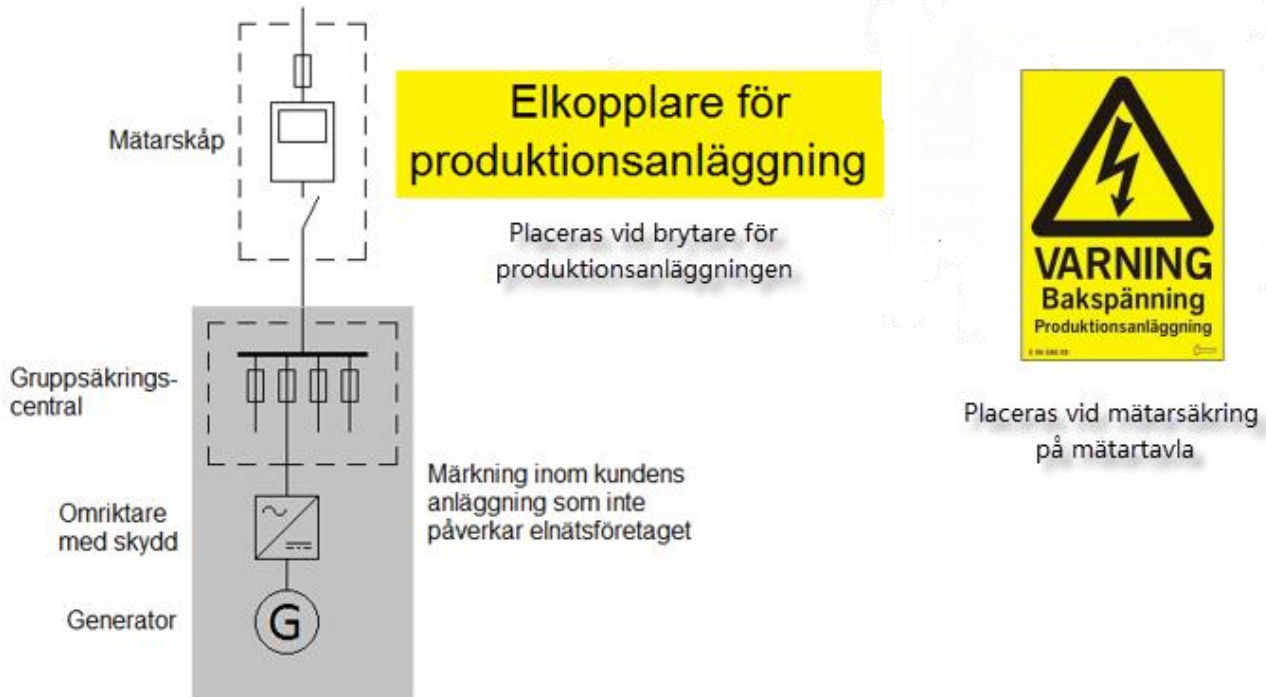 Mätarskåp
Elkopplare för
produktionsanläggning
Placeras vid brytare för
produktionsanläggningen
VARNING
Bakspänning
Produktionsanläggning
Placeras vid mätarsäkring
på mätartavla
Gruppsäkrings-
central
Märkning inom kundens
anläggning som inte
påverkar elnätsföretaget
Omriktare
med skydd
Generator
G